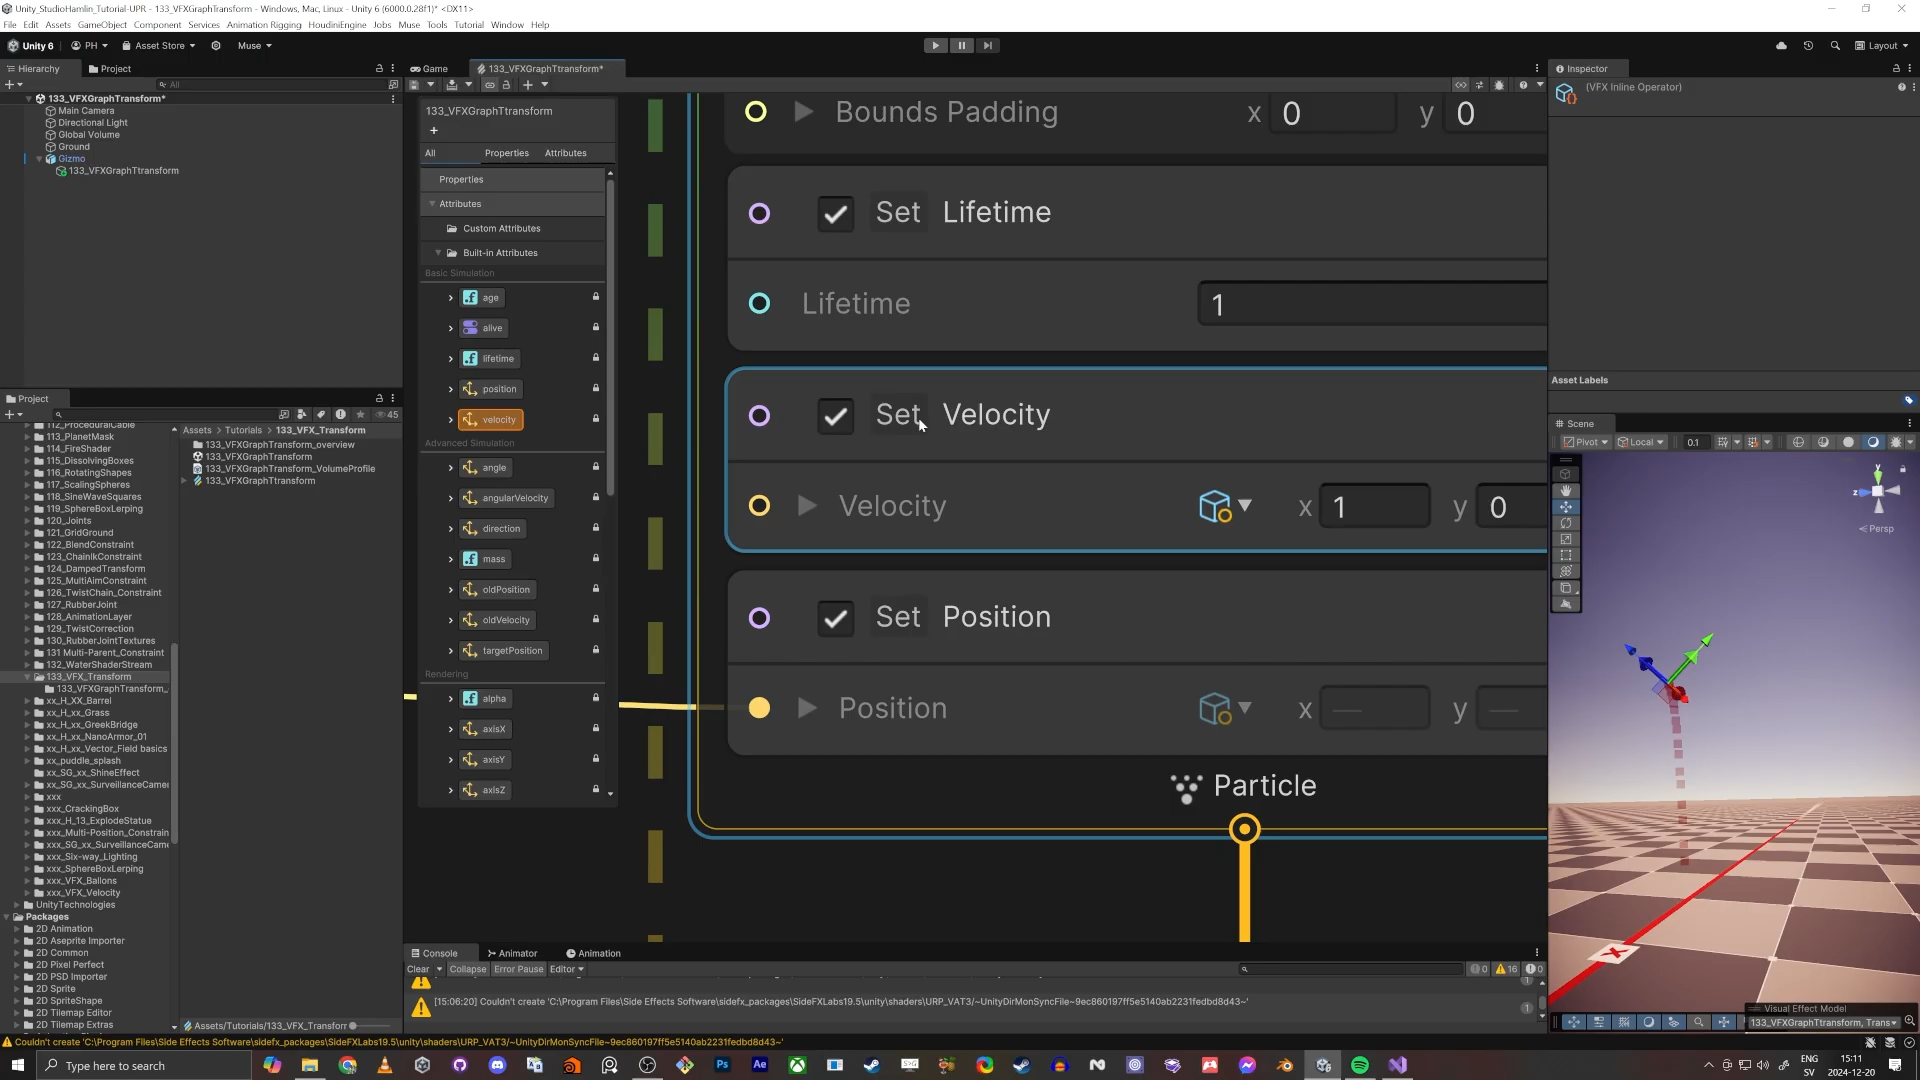 Unity_StudioHamlin_Tutorial-UPR - 133_VFXGraphTransform - Windows, Mac, Linux - Unity 6 (6000.0.28f1)* <DX11>
File Edit Assets GameObject Component Services Animation Rigging HoudiniEngine Jobs Muse Tools Tutorial Window Help
Unity 6 PH Asset Store Muse Layout
Hierarchy Project
All
133_VFXGraphTransform*
Main Camera
Directional Light
Global Volume
Ground
Gizmo
133_VFXGraphTtransform
Game 133_VFXGraphTtransform*
133_VFXGraphTtransform
+
All Properties Attributes
Properties
Attributes
Custom Attributes
Built-in Attributes
Basic Simulation
age
alive
lifetime
position
velocity
Advanced Simulation
angle
angularVelocity
direction
mass
oldPosition
oldVelocity
targetPosition
Rendering
alpha
axisX
axisY
axisZ
Bounds Padding x 0 y 0
Set Lifetime
Lifetime 1
Set Velocity
Velocity x 1 y 0
Set Position
Position x — y —
Particle
Inspector
(VFX Inline Operator)
Asset Labels
Scene
Pivot Local 0.1
y
z
Persp
X
Visual Effect Model
133_VFXGraphTtransform, Trans
Project
45
112_ProceduralCable
113_PlanetMask
114_FireShader
115_DissolvingBoxes
116_RotatingShapes
117_ScalingSpheres
118_SineWaveSquares
119_SphereBoxLerping
120_Joints
121_GridGround
122_BlendConstraint
123_ChainIkConstraint
124_DampedTransform
125_MultiAimConstraint
126_TwistChain_Constraint
127_RubberJoint
128_AnimationLayer
129_TwistCorrection
130_RubberJointTextures
131 Multi-Parent_Constraint
132_WaterShaderStream
133_VFX_Transform
133_VFXGraphTransform_
xx_H_XX_Barrel
xx_H_xx_Grass
xx_H_xx_GreekBridge
xx_H_xx_NanoArmor_01
xx_H_xx_Vector_Field basics
xx_puddle_splash
xx_SG_xx_ShineEffect
xx_SG_xx_SurveillanceCamer
xxx
xxx_CrackingBox
xxx_H_13_ExplodeStatue
xxx_Multi-Position_Constrain
xxx_SG_xx_SurveillanceCame
xxx_Six-way_Lighting
xxx_SphereBoxLerping
xxx_VFX_Ballons
xxx_VFX_Velocity
UnityTechnologies
Packages
2D Animation
2D Aseprite Importer
2D Common
2D Pixel Perfect
2D PSD Importer
2D Sprite
2D SpriteShape
2D Tilemap Editor
2D Tilemap Extras
Assets > Tutorials > 133_VFX_Transform
133_VFXGraphTransform_overview
133_VFXGraphTransform
133_VFXGraphTransform_VolumeProfile
133_VFXGraphTtransform
Assets/Tutorials/133_VFX_Transform
Console Animator Animation
Clear Collapse Error Pause Editor 0 16 0
1
[15:06:20] Couldn't create 'C:\Program Files\Side Effects Software\sidefx_packages\SideFXLabs19.5\unity\shaders\URP_VAT3/~UnityDirMonSyncFile~9ec860197ff5e5140ab2231fedbd8d43~' 1
Couldn't create 'C:\Program Files\Side Effects Software\sidefx_packages\SideFXLabs19.5\unity\shaders\URP_VAT3/~UnityDirMonSyncFile~9ec860197ff5e5140ab2231fedbd8d43~'
Type here to search Ps Ae ENG 15:11
SV 2024-12-20